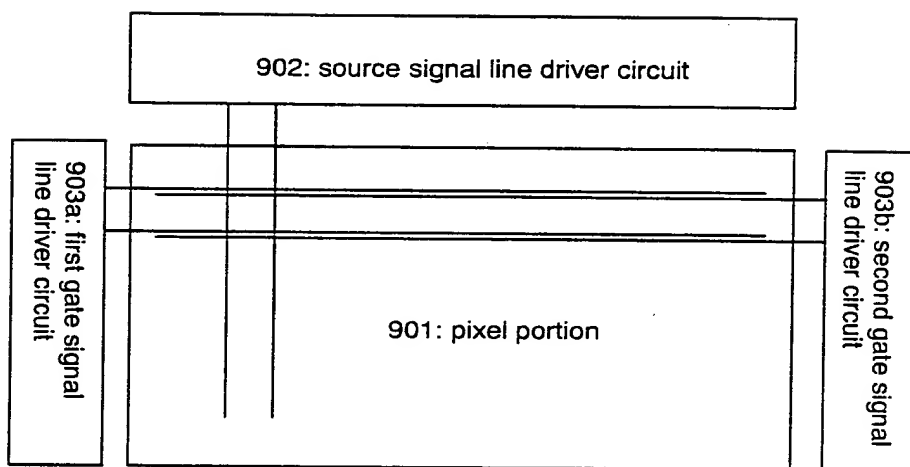 902: source signal line driver circuit
903a: first gate signal
line driver circuit
901: pixel portion
903b: second gate signal
line driver circuit